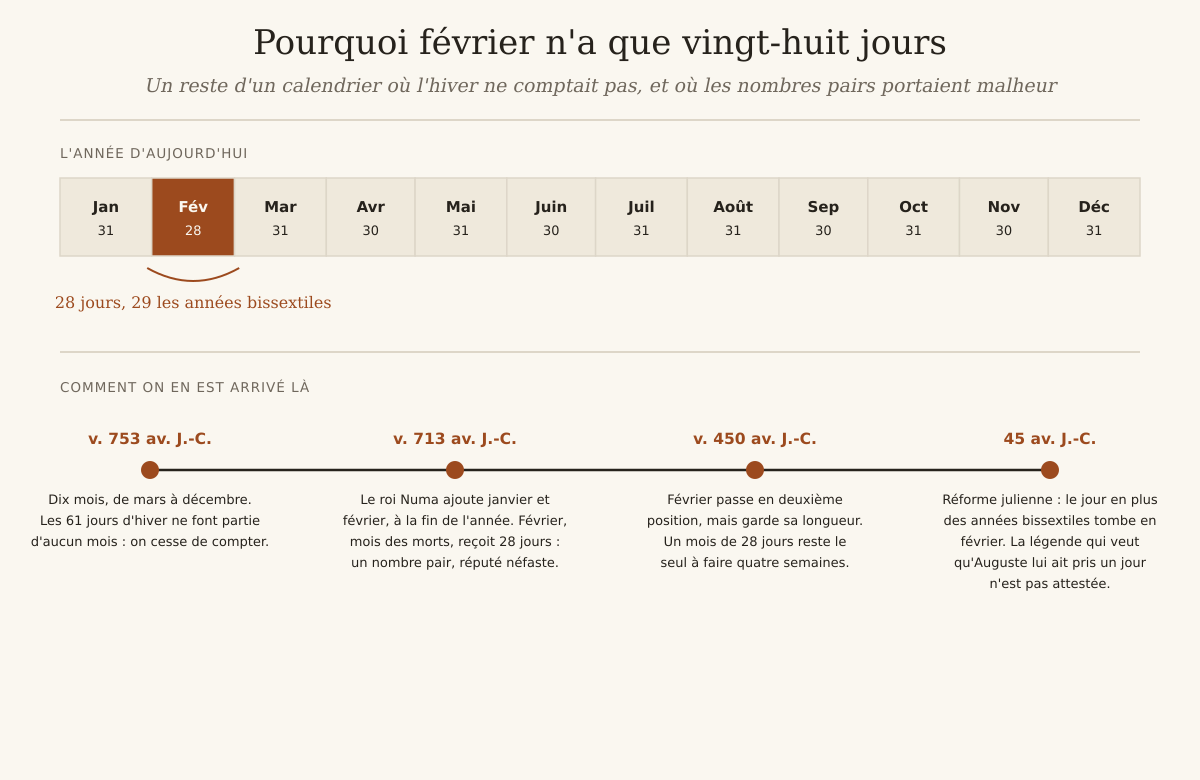 Pourquoi février n'a que vingt-huit jours
Un reste d'un calendrier où l'hiver ne comptait pas, et où les nombres pairs portaient malheur
L'ANNÉE D'AUJOURD'HUI
Jan Fév Mar Avr Mai Juin Juil Août Sep Oct Nov Déc
31 28 31 30 31 30 31 31 30 31 30 31
28 jours, 29 les années bissextiles
COMMENT ON EN EST ARRIVÉ LÀ
v. 753 av. J.-C.
Dix mois, de mars à décembre.
Les 61 jours d'hiver ne font partie
d'aucun mois : on cesse de compter.
v. 713 av. J.-C.
Le roi Numa ajoute janvier et
février, à la fin de l'année. Février,
mois des morts, reçoit 28 jours :
un nombre pair, réputé néfaste.
v. 450 av. J.-C.
Février passe en deuxième
position, mais garde sa longueur.
Un mois de 28 jours reste le
seul à faire quatre semaines.
45 av. J.-C.
Réforme julienne : le jour en plus
des années bissextiles tombe en
février. La légende qui veut
qu'Auguste lui ait pris un jour
n'est pas attestée.